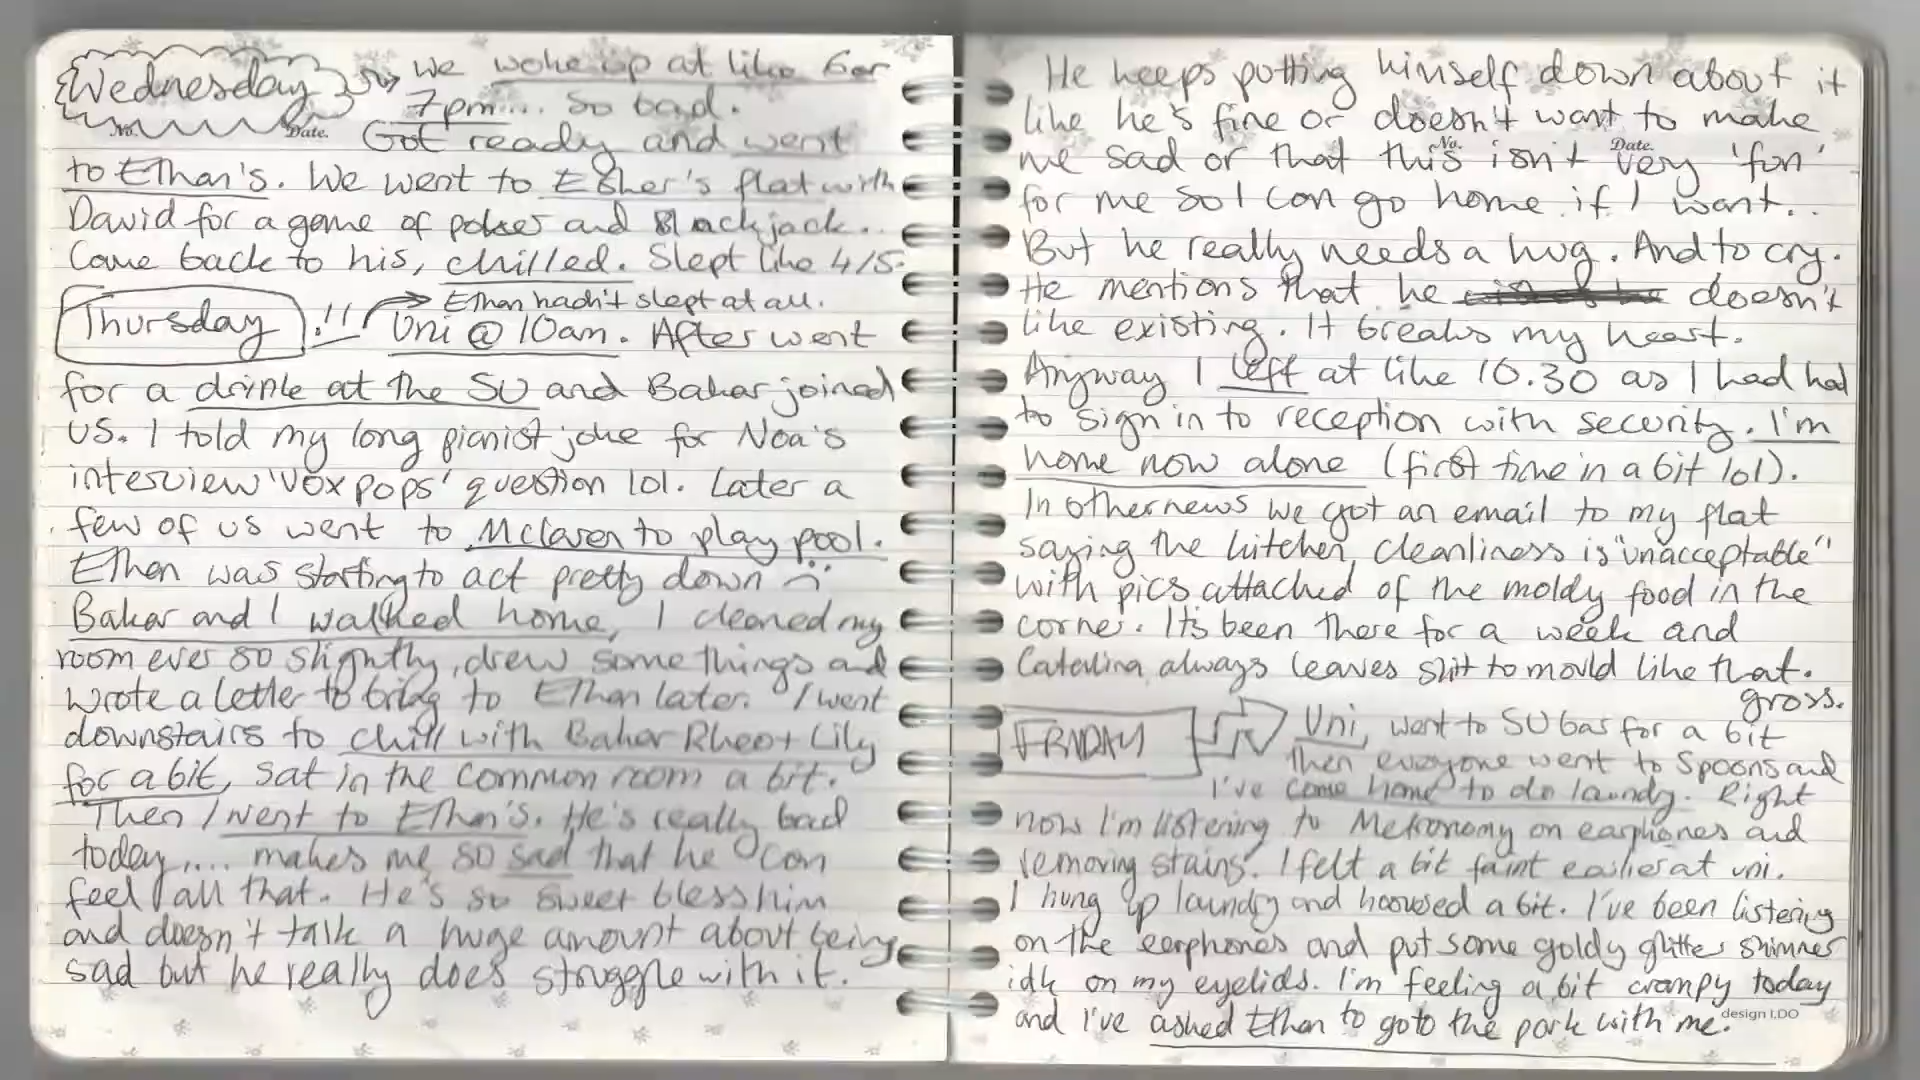 Wednesday
We woke up at like 6 or
7pm.... so bad.
No. Date.
Got ready and went
to Ethan's. We went to Esher's flat with
David for a game of poker and Blackjack...
Came back to his, chilled. Slept like 4/5.
Ethan hadn't slept at all.
Thursday !!! Uni @ 10am. After went
for a drink at the SU and Bakar joined
us. I told my long pianist joke for Noa's
interview 'vox pops' question lol. Later a
few of us went to Mclaren to play pool.
Ethan was starting to act pretty down :(
Bakar and I walked home, I cleaned my
room ever so slightly, drew some things and
wrote a letter to bring to Ethan later. I went
downstairs to chill with Bakar Rhea + Lily
for a bit, sat in the common room a bit.
Then I went to Ethan's. He's really bad
today..... makes me so sad that he can
feel all that. He's so sweet bless him
and doesn't talk a huge amount about being
sad but he really does struggle with it.
He keeps putting himself down about it
like he's fine or doesn't want to make
No. Date.
me sad or that this isn't very 'fun'
for me so I can go home if I want...
But he really needs a hug. And to cry.
He mentions that he doesn't
like existing. It breaks my heart.
Anyway I left at like 10.30 as I had had
to sign in to reception with security. I'm
home now alone (first time in a bit lol).
In other news we got an email to my flat
saying the kitchen cleanliness is "unacceptable"
with pics attached of the moldy food in the
corner. Its been there for a week and
Caterina always leaves shit to mould like that.
gross.
FRIDAY Uni, went to SU bar for a bit
then everyone went to Spoons and
I've come home to do laundry. Right
now I'm listening to Metronomy on earphones and
removing stains. I felt a bit faint earlier at uni.
I hung up laundry and hoovered a bit. I've been listening
on the earphones and put some goldy glitter shimmer
idk on my eyelids. I'm feeling a bit crampy today
and I've asked Ethan to go to the park with me.
design I.DO